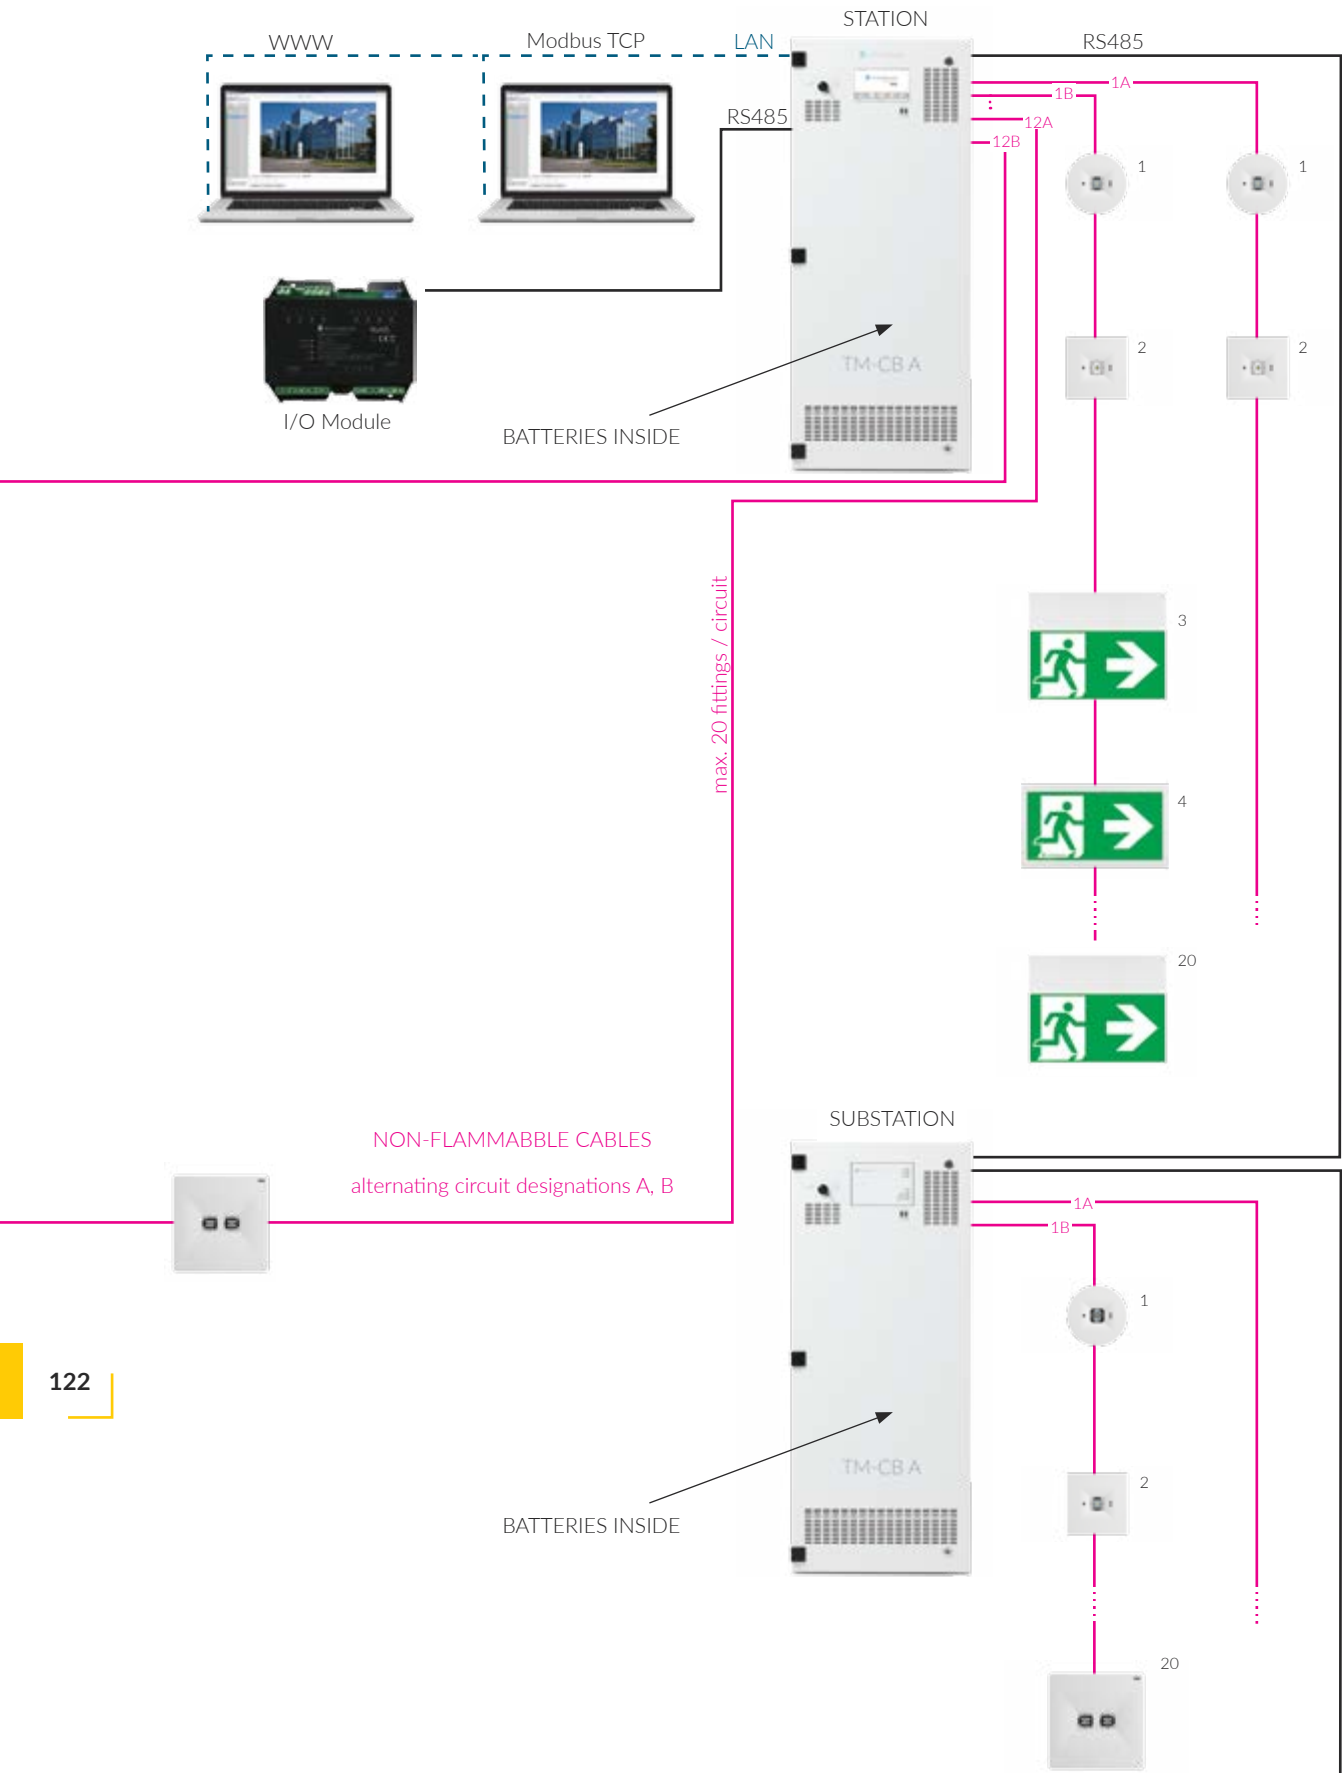 STATION
WWW
Modbus TCP
LAN
RS485
1A
1B
RS485
12A
12B
1
1
2
2
TM-CB A
I/O Module
BATTERIES INSIDE
max. 20 fittings / circuit
3
4
20
SUBSTATION
NON-FLAMMABBLE CABLES
alternating circuit designations A, B
1A
1B
1
122
TM-CB A
2
BATTERIES INSIDE
20